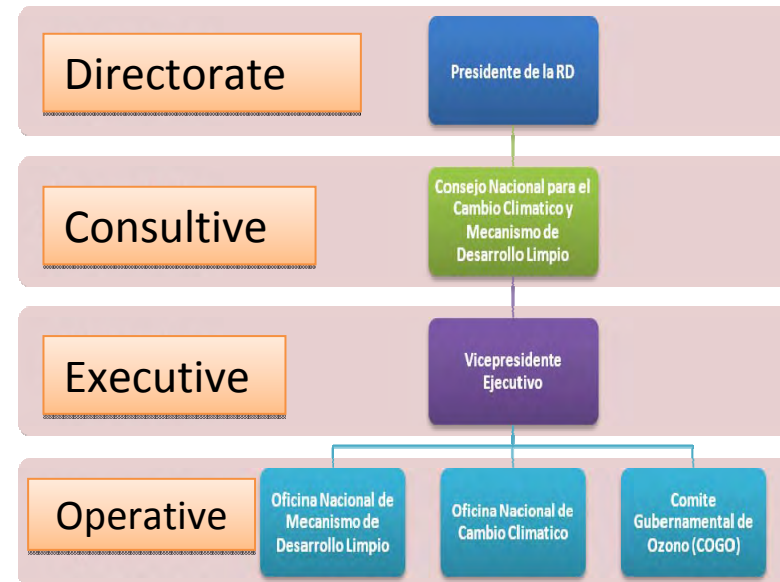 Directorate
Presidente de la RD
Consultive
Consejo Nacional para el
Cambio Climatico y
Mecanismo de
Desarrollo Limpio
Executive
Vicepresidente
Ejecutivo
Operative
Oficina Nacional de
Mecanismo de
Desarrollo Limpio
Oficina Nacional de
Cambio Climatico
Comite
Gubernamental de
Ozono (COGO)